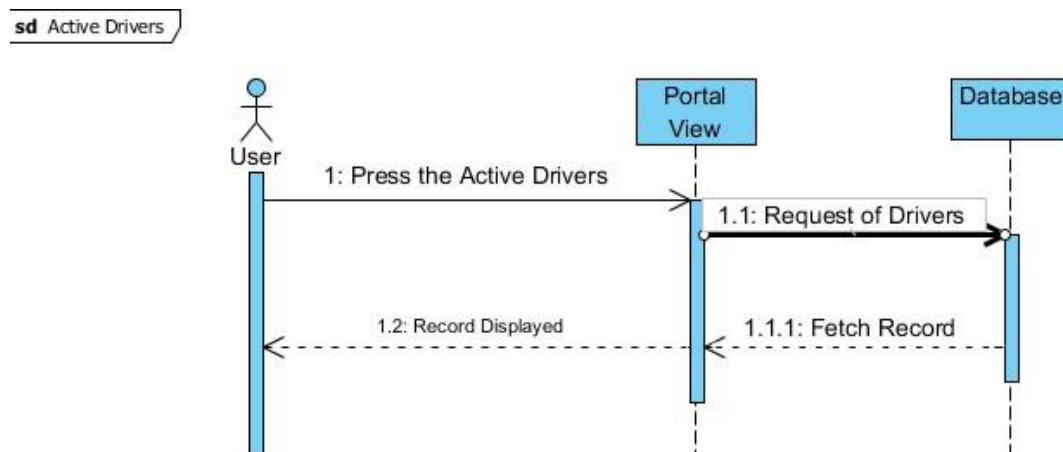 sd Active Drivers
Portal
View
Database
User
1: Press the Active Drivers
1.1: Request of Drivers
1.2: Record Displayed
1.1.1: Fetch Record